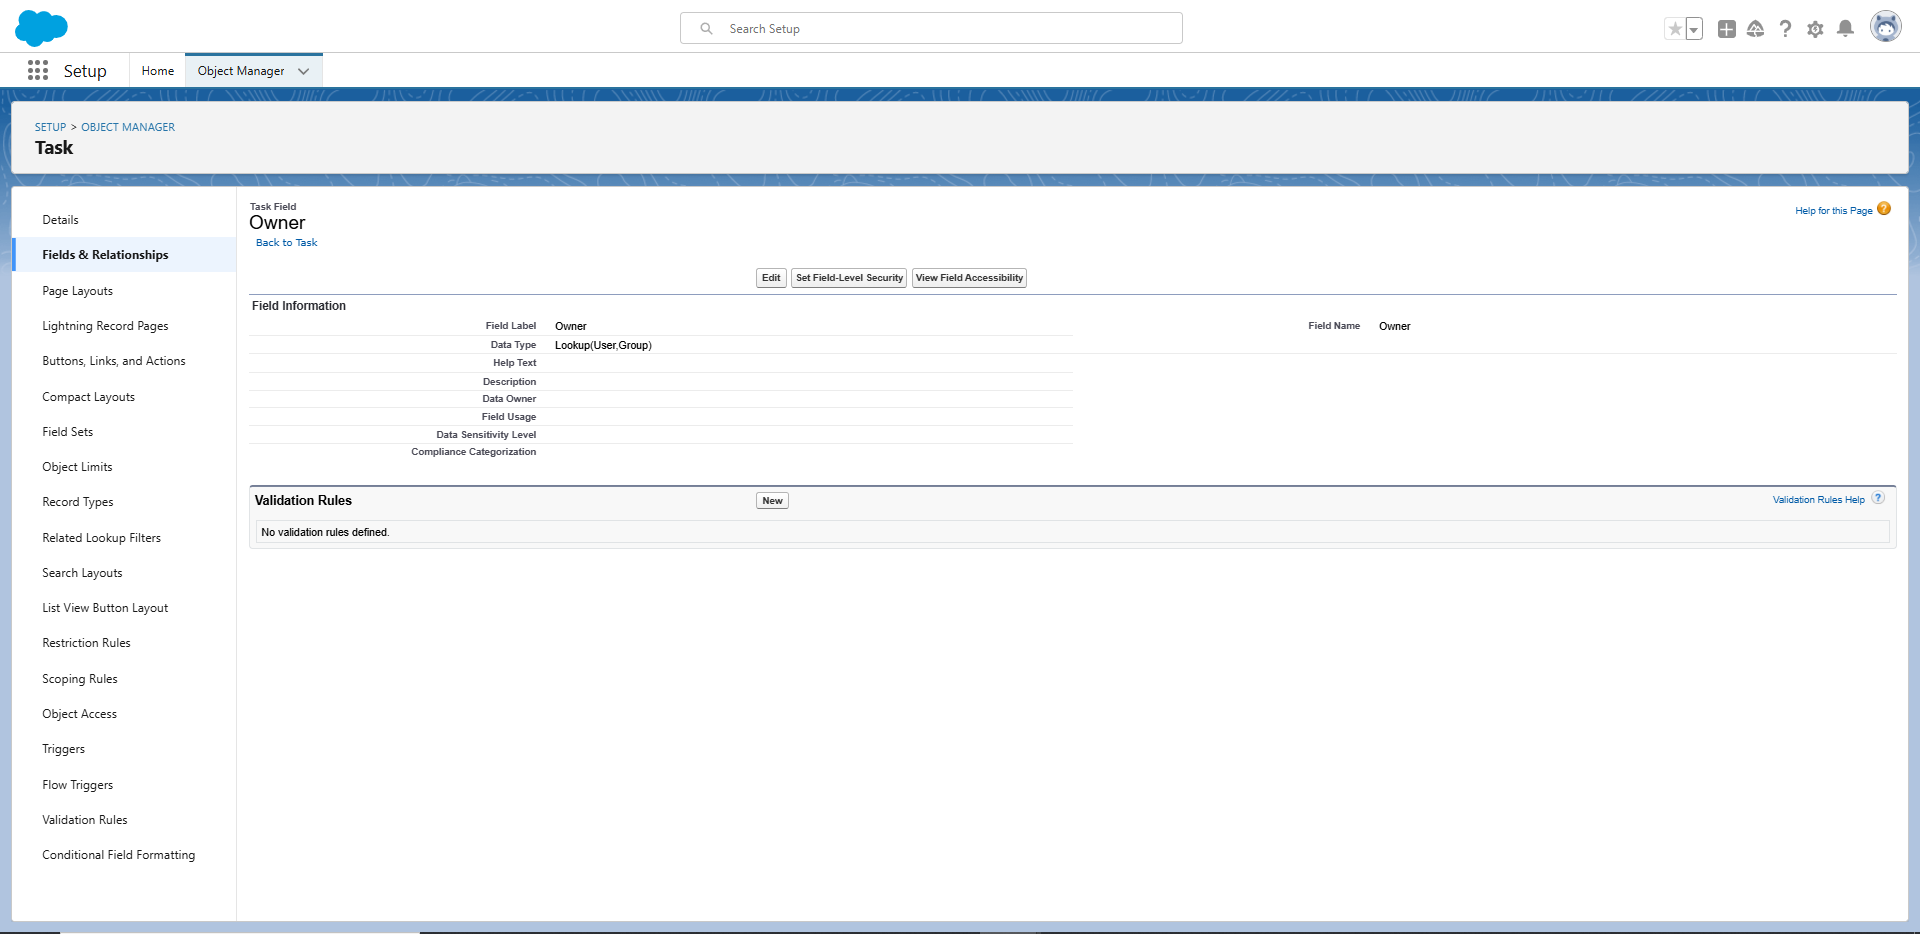 Search Setup
Setup
Home
Object Manager
SETUP > OBJECT MANAGER
Task
Details
Fields & Relationships
Page Layouts
Lightning Record Pages
Buttons, Links, and Actions
Compact Layouts
Field Sets
Object Limits
Record Types
Related Lookup Filters
Search Layouts
List View Button Layout
Restriction Rules
Scoping Rules
Object Access
Triggers
Flow Triggers
Validation Rules
Conditional Field Formatting
Task Field
Owner
Back to Task
Help for this Page ?
Edit Set Field-Level Security View Field Accessibility
Field Information
Field Label Owner Field Name Owner
Data Type Lookup(User,Group)
Help Text
Description
Data Owner
Field Usage
Data Sensitivity Level
Compliance Categorization
Validation Rules New Validation Rules Help ?
No validation rules defined.